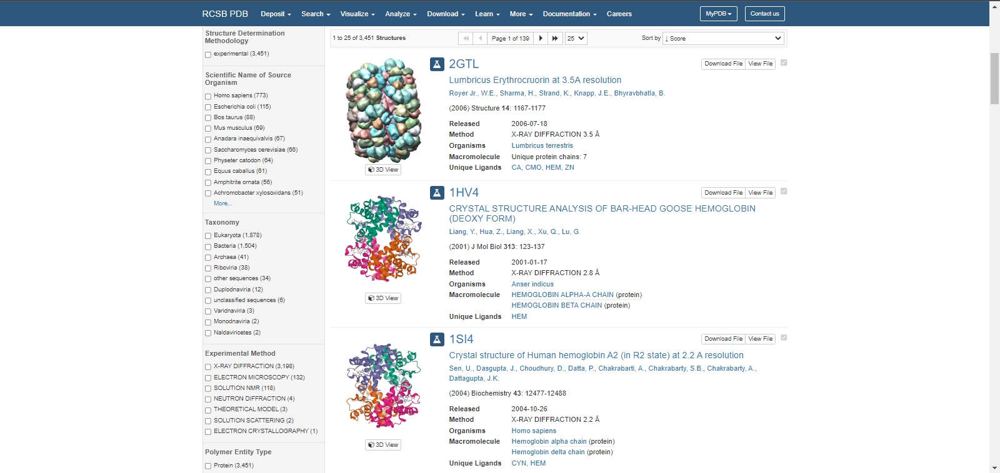 RCSB PDB Deposit Search Visualize Analyze Download Learn More Documentation Careers MyPDB Contact us
Structure Determination
Methodology
experimental (3,451)
Scientific Name of Source
Organism
Homo sapiens (773)
Escherichia coli (115)
Bos taurus (88)
Mus musculus (69)
Anadara inaequivalvis (67)
Saccharomyces cerevisiae (66)
Physeter catodon (64)
Equus caballus (61)
Amphitrite ornata (56)
Achromobacter xylosoxidans (51)
More...
Taxonomy
Eukaryota (1,878)
Bacteria (1,504)
Archaea (41)
Riboviria (38)
other sequences (34)
Duplodnaviria (12)
unclassified sequences (6)
Varidnaviria (3)
Monodnaviria (2)
Naldaviricetes (2)
Experimental Method
X-RAY DIFFRACTION (3,198)
ELECTRON MICROSCOPY (132)
SOLUTION NMR (118)
NEUTRON DIFFRACTION (4)
THEORETICAL MODEL (3)
SOLUTION SCATTERING (2)
ELECTRON CRYSTALLOGRAPHY (1)
Polymer Entity Type
Protein (3,451)
1 to 25 of 3,451 Structures Page 1 of 139 25 Sort by ↓ Score
2GTL Download File View File
Lumbricus Erythrocruorin at 3.5A resolution
Royer Jr., W.E., Sharma, H., Strand, K., Knapp, J.E., Bhyravbhatla, B.
(2006) Structure 14: 1167-1177
Released 2006-07-18
Method X-RAY DIFFRACTION 3.5 Å
Organisms Lumbricus terrestris
Macromolecule Unique protein chains: 7
Unique Ligands CA, CMO, HEM, ZN
3D View
1HV4 Download File View File
CRYSTAL STRUCTURE ANALYSIS OF BAR-HEAD GOOSE HEMOGLOBIN
(DEOXY FORM)
Liang, Y., Hua, Z., Liang, X., Xu, Q., Lu, G.
(2001) J Mol Biol 313: 123-137
Released 2001-01-17
Method X-RAY DIFFRACTION 2.8 Å
Organisms Anser indicus
Macromolecule HEMOGLOBIN ALPHA-A CHAIN (protein)
HEMOGLOBIN BETA CHAIN (protein)
Unique Ligands HEM
3D View
1SI4 Download File View File
Crystal structure of Human hemoglobin A2 (in R2 state) at 2.2 A resolution
Sen, U., Dasgupta, J., Choudhury, D., Datta, P., Chakrabarti, A., Chakrabarty, S.B., Chakrabarty, A.,
Dattagupta, J.K.
(2004) Biochemistry 43: 12477-12488
Released 2004-10-26
Method X-RAY DIFFRACTION 2.2 Å
Organisms Homo sapiens
Macromolecule Hemoglobin alpha chain (protein)
Hemoglobin delta chain (protein)
Unique Ligands CYN, HEM
3D View